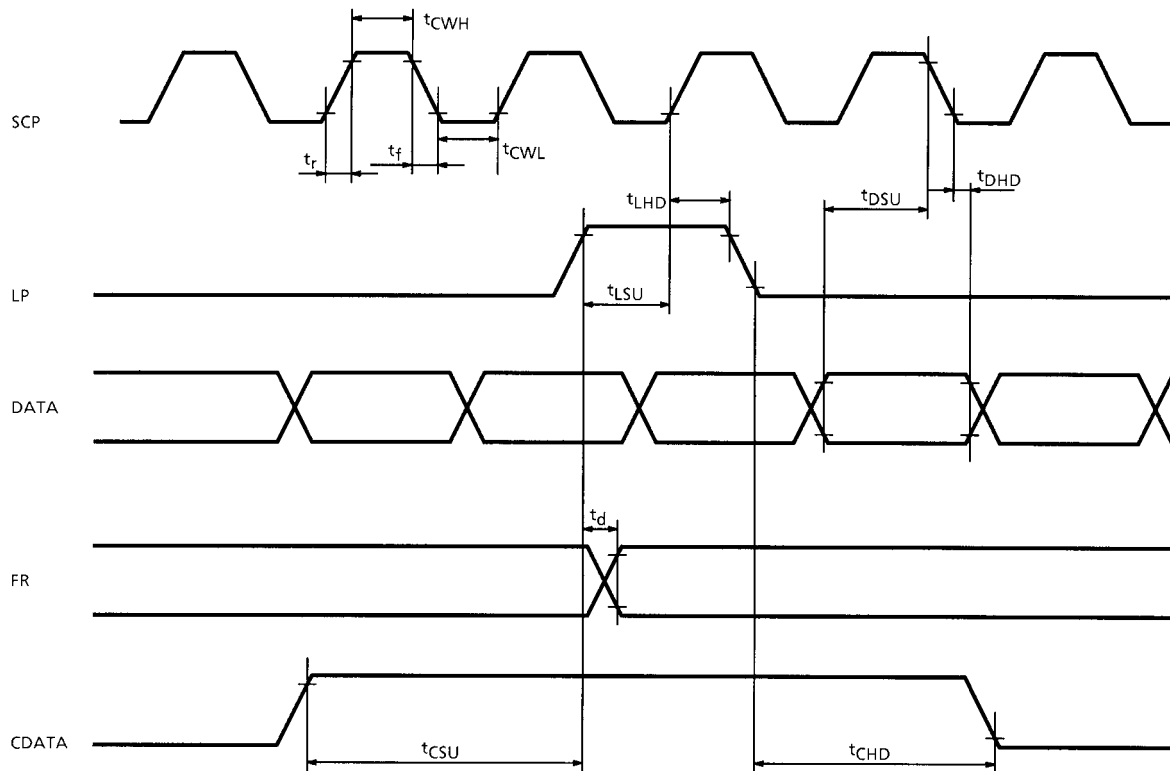 tCWH
SCP
tr
tf
tCWL
tDHD
tLHD
tDSU
LP
tLSU
DATA
td
FR
CDATA
tCSU
tCHD